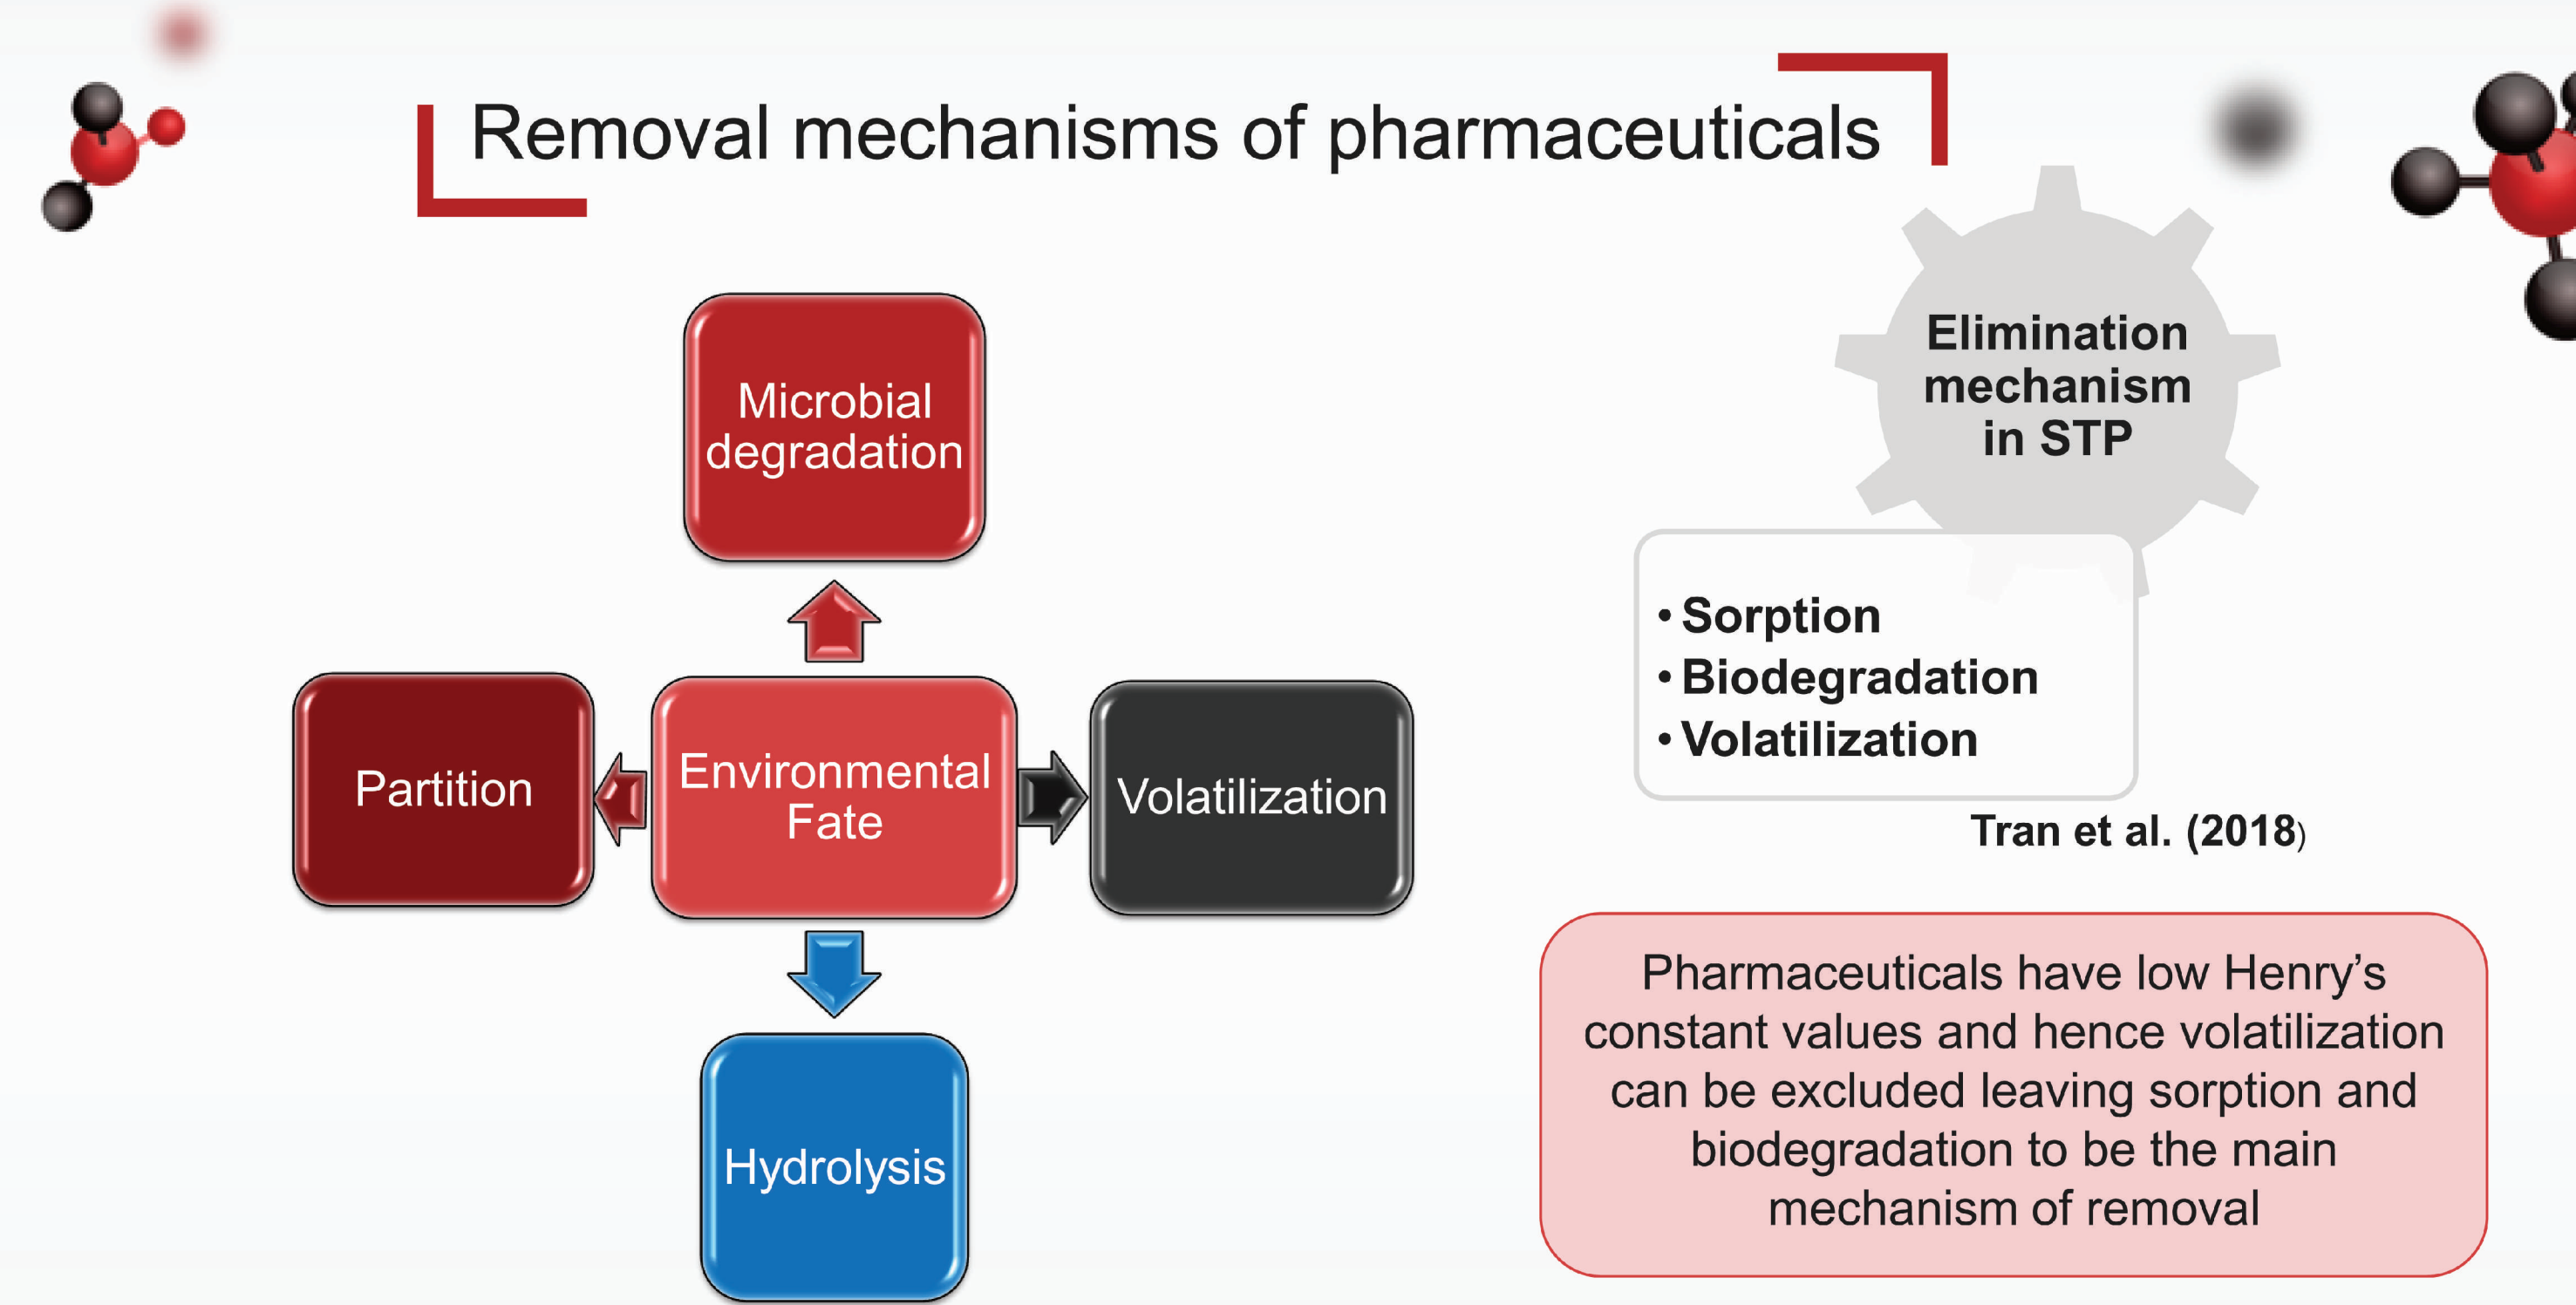 Removal mechanisms of pharmaceuticals
Microbial
degradation
Partition
Environmental
Fate
Volatilization
Hydrolysis
Elimination
mechanism
in STP
• Sorption
• Biodegradation
• Volatilization
Tran et al. (2018)
Pharmaceuticals have low Henry’s
constant values and hence volatilization
can be excluded leaving sorption and
biodegradation to be the main
mechanism of removal